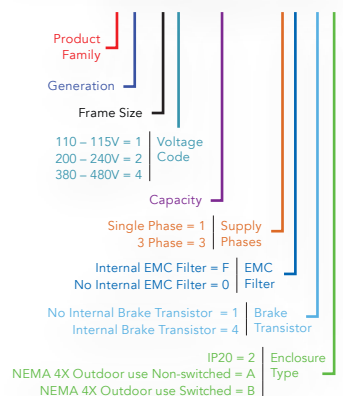 Product
Family
Generation
Frame Size
110 – 115V = 1
200 – 240V = 2
380 – 480V = 4
Voltage
Code
Capacity
Single Phase = 1
3 Phase = 3
Supply
Phases
Internal EMC Filter = F
No Internal EMC Filter = 0
EMC
Filter
No Internal Brake Transistor = 1
Internal Brake Transistor = 4
Brake
Transistor
IP20 = 2
NEMA 4X Outdoor use Non-switched = A
NEMA 4X Outdoor use Switched = B
Enclosure
Type